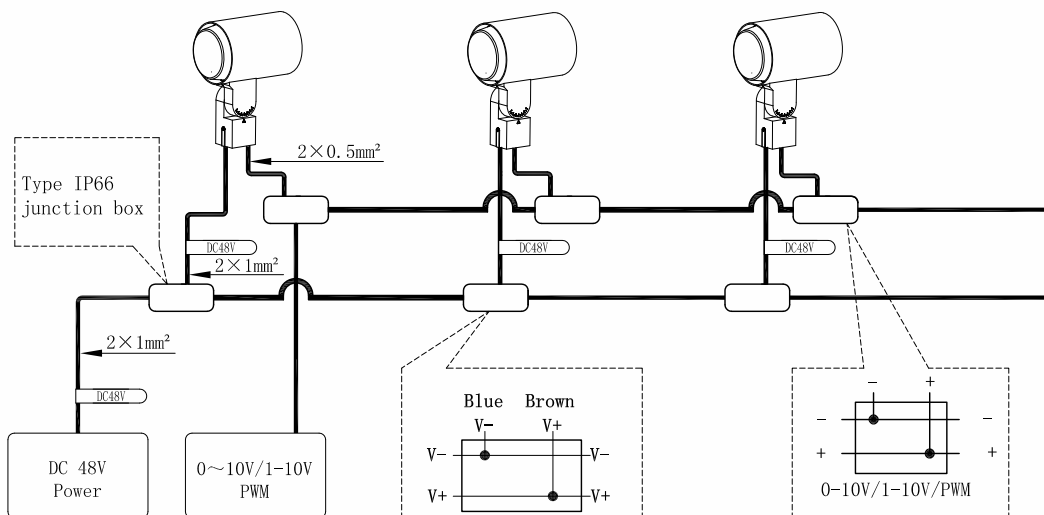 2×0.5mm²
Type IP66
junction box
DC48V
DC48V
DC48V
2×1mm²
2×1mm²
DC48V
DC 48V
Power
0～10V/1-10V
PWM
Blue Brown
V- V+
V- V-
V+ V+
- +
- -
+ +
0-10V/1-10V/PWM